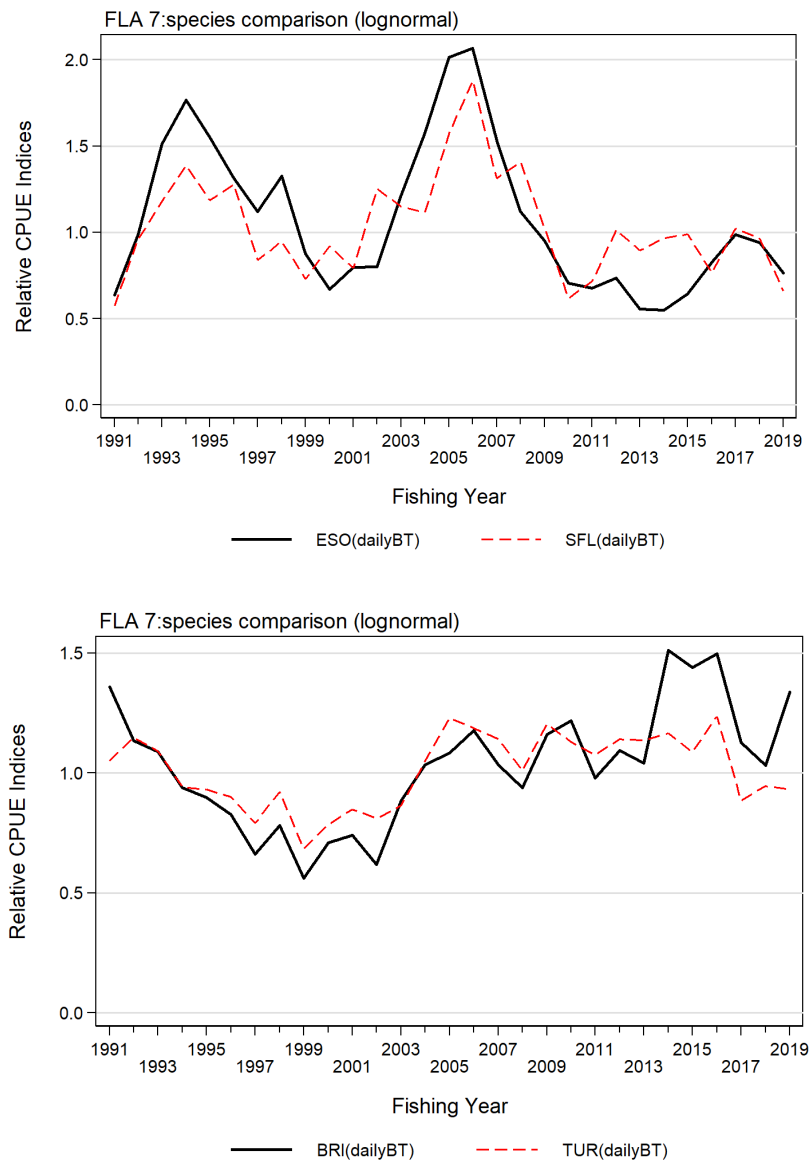 FLA 7:species comparison (lognormal)
2.0
1.5
1.0
0.5
0.0
Relative CPUE Indices
1991 1995 1999 2003 2007 2011 2015 2019
1993 1997 2001 2005 2009 2013 2017
Fishing Year
ESO(dailyBT) SFL(dailyBT)
FLA 7:species comparison (lognormal)
1.5
1.0
0.5
0.0
Relative CPUE Indices
1991 1995 1999 2003 2007 2011 2015 2019
1993 1997 2001 2005 2009 2013 2017
Fishing Year
BRI(dailyBT) TUR(dailyBT)